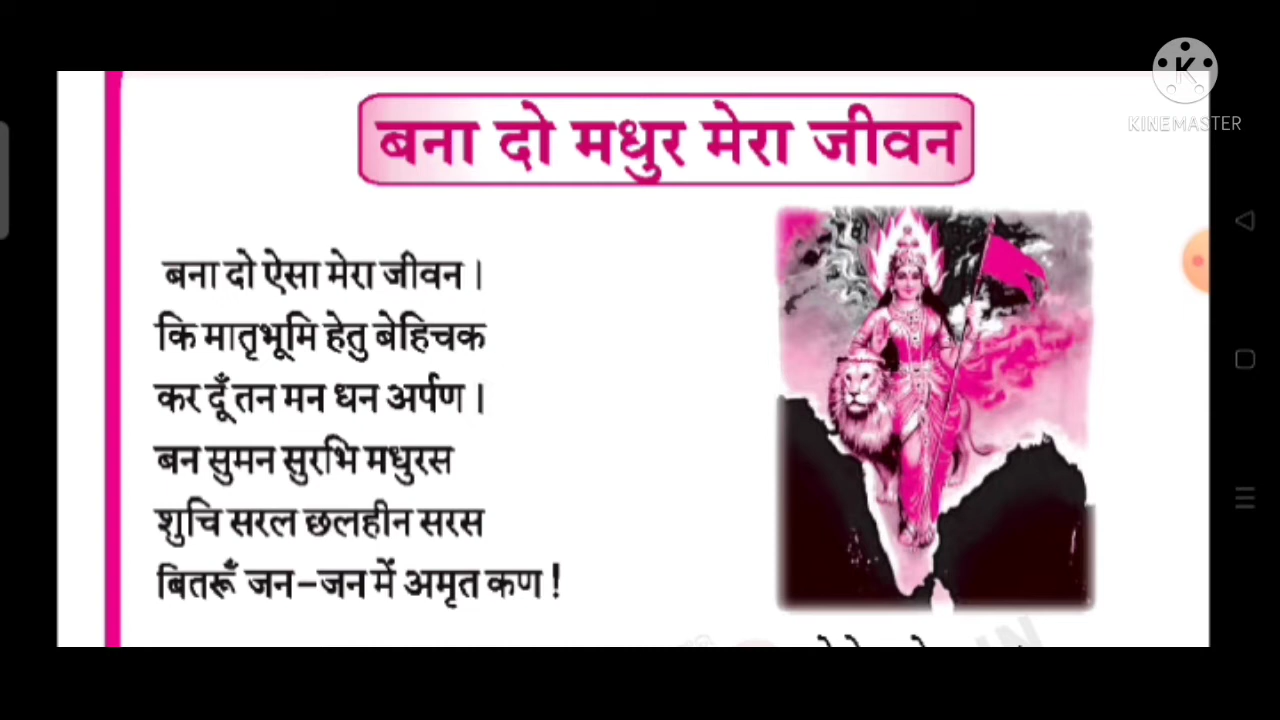 बना दो मधुर मेरा जीवन
बना दो ऐसा मेरा जीवन ।
कि मातृभूमि हेतु बेहिचक
कर दूँ तन मन धन अर्पण ।
बन सुमन सुरभि मधुरस
शुचि सरल छलहीन सरस
बितरूँ जन-जन में अमृत कण !
K
KINEMASTER